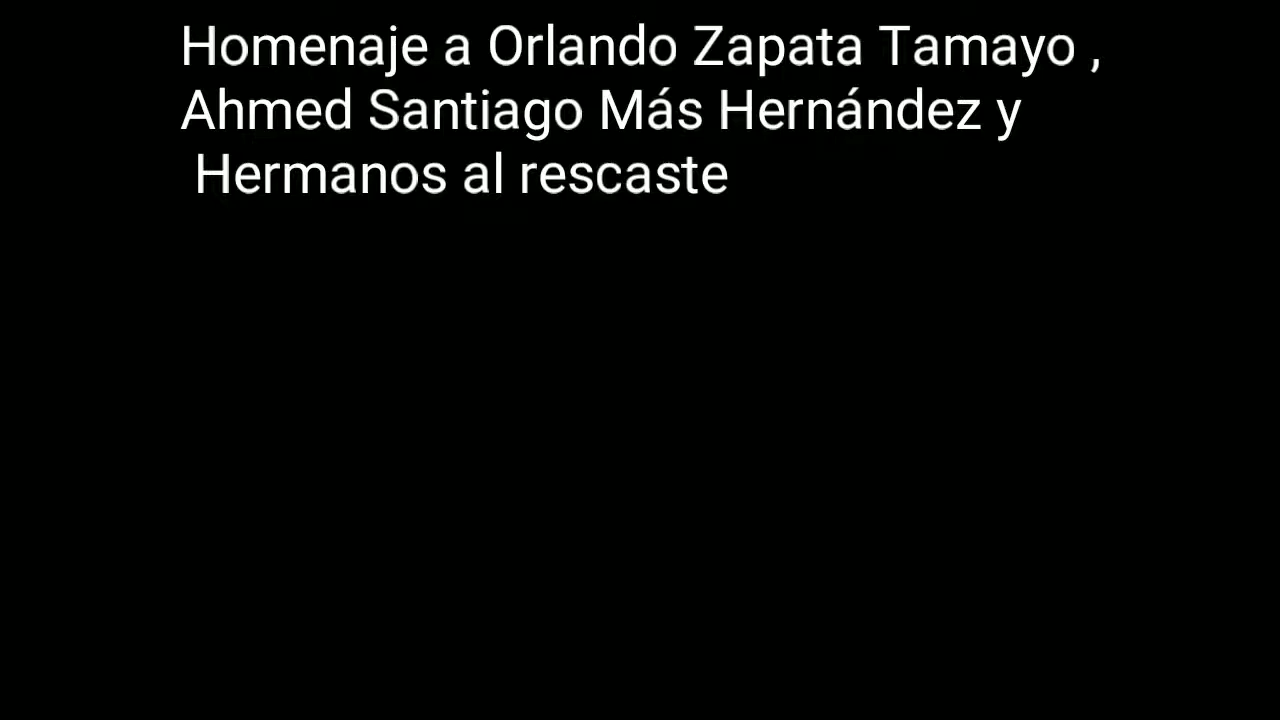 Homenaje a Orlando Zapata Tamayo ,
Ahmed Santiago Más Hernández y
Hermanos al rescaste